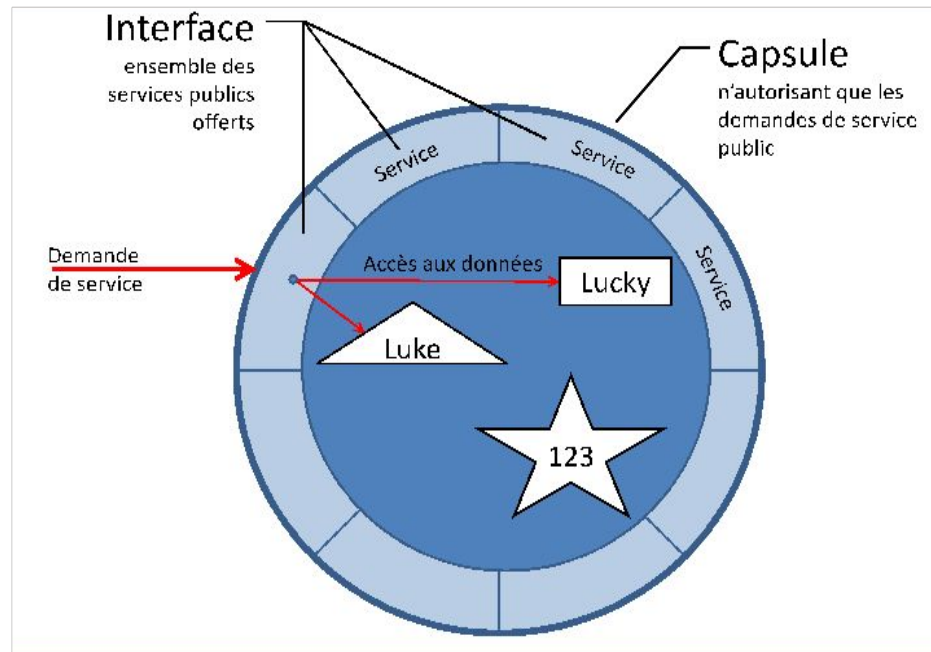 Interface
ensemble des
services publics
offerts
Capsule
n'autorisant que les
demandes de service
public
Service
Service
Service
Demande
de service
Accès aux données
Lucky
Luke
123